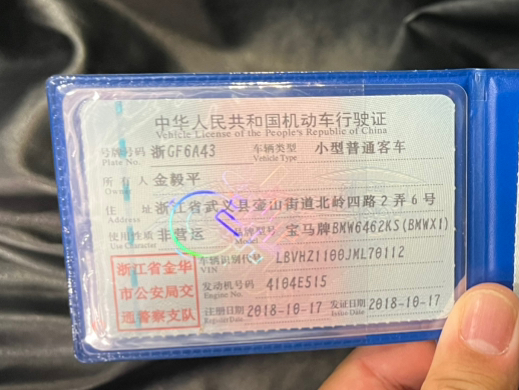 中华人民共和国机动车行驶证
Vehicle License of the People's Republic of China
号牌号码 浙GF6A43 车辆类型 小型普通客车
Plate No. Vehicle Type
所有人 金毅平
Owner
住址 浙江省武义县壶山街道北岭四路2弄6号
Address
使用性质 非营运 品牌型号 宝马牌BMW6462KS(BMWX1)
Use Character Model
车辆识别代号 LBVHZ1100JML70112
VIN
浙江省金华
市公安局交
通警察支队
发动机号码 4104E515
Engine No.
注册日期 2018-10-17 发证日期 2018-10-17
Register Date Issue Date